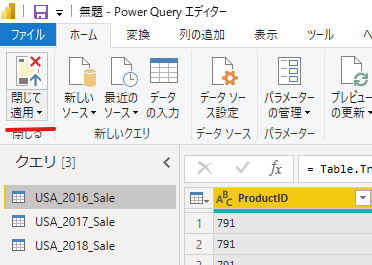 無題 - Power Query エディター
ファイル ホーム 変換 列の追加 表示 ツール ヘル
閉じて 適用
新しい ソース
最近の ソース
データ の入力
データ ソース 設定
パラメーター の管理
プレビュー の更新
閉じる 新しいクエリ データ ソース パラメーター
クエリ [3]
= Table.Tr
USA_2016_Sale
USA_2017_Sale
USA_2018_Sale
ABC ProductID
1 791
2 791
3 791